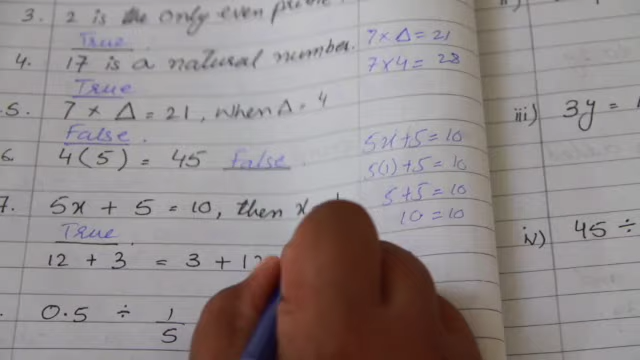 3. 2 is the only even prime
True
4. 17 is a natural number.
True
5. 7 × Δ = 21, when Δ = 4
False
6. 4(5) = 45 False
7. 5x + 5 = 10, then x
True
12 + 3 = 3 + 12
0.5 ÷ 1/5
7 × Δ = 21
7 × 4 = 28
5x + 5 = 10
5(1) + 5 = 10
5 + 5 = 10
10 = 10
iii) 3y =
iv) 45 ÷